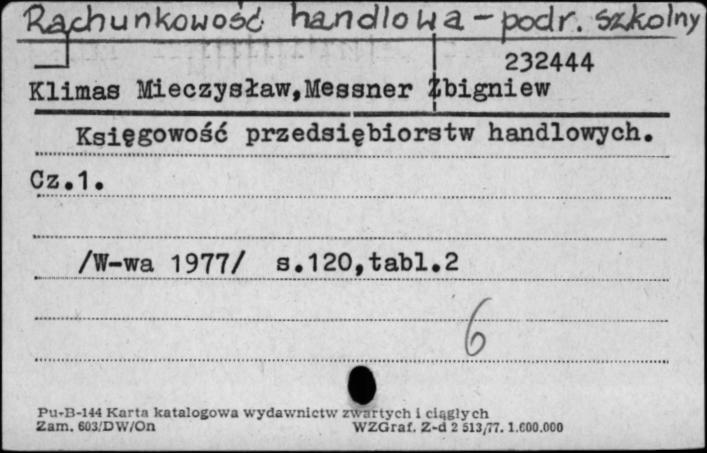 Rachunkowość handlowa - podr. szkolny
232444
Klimas Mieczysław,Messner Zbigniew
Księgowość przedsiębiorstw handlowych.
Cz.1.
/W-wa 1977/ s.120,tabl.2
6
Pu-B-144 Karta katalogowa wydawnictw zwartych i ciągłych
Zam. 603/DW/On WZGraf. Z-d 2 513/77. 1.600.000